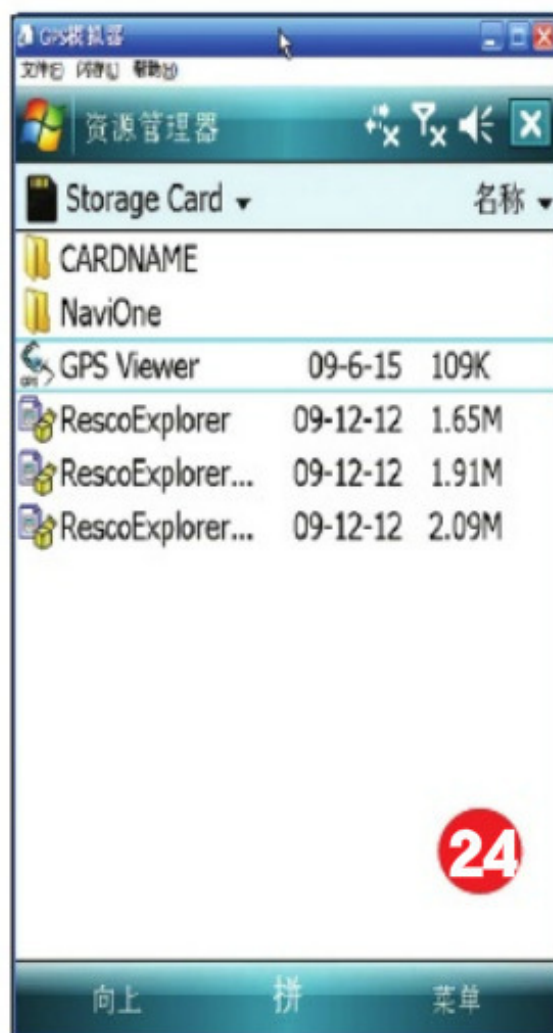 GPS模拟器
文件(F) 闪存(L) 帮助(H)
资源管理器
Storage Card 名称
CARDNAME
NaviOne
GPS Viewer 09-6-15 109K
RescoExplorer 09-12-12 1.65M
RescoExplorer... 09-12-12 1.91M
RescoExplorer... 09-12-12 2.09M
24
向上 拼 菜单